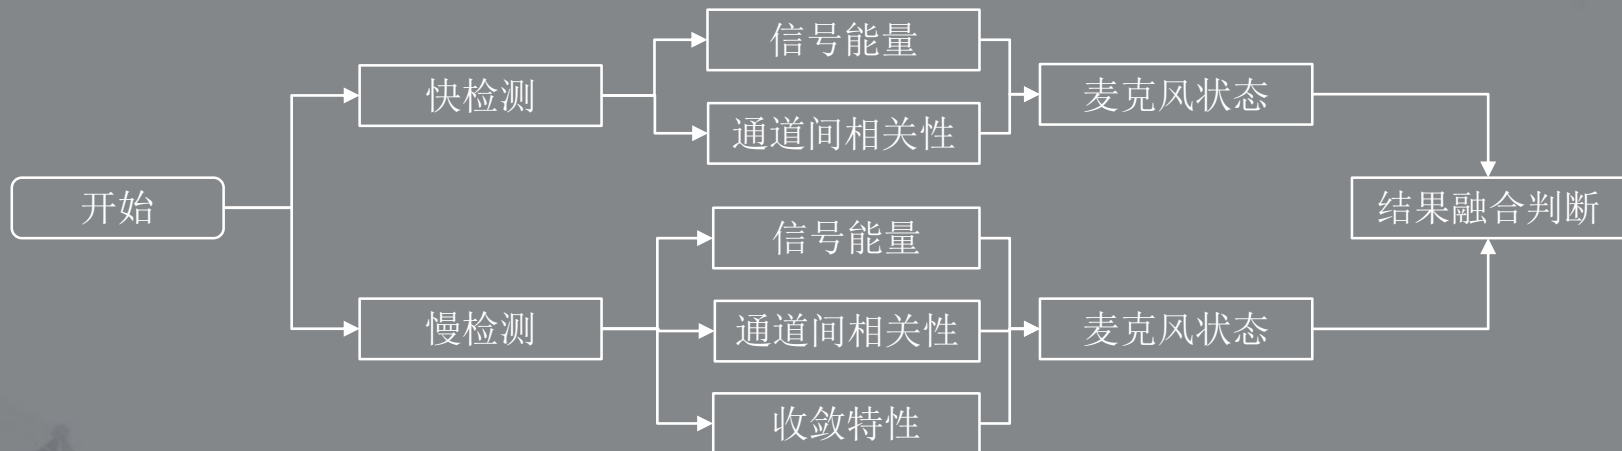 信号能量
快检测
麦克风状态
通道间相关性
开始
结果融合判断
信号能量
慢检测
通道间相关性
麦克风状态
收敛特性